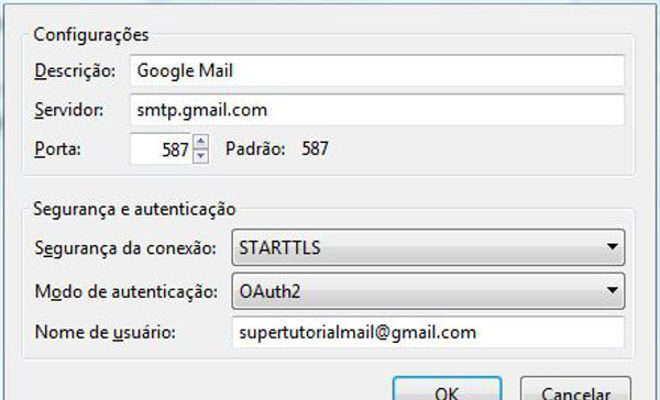 Configurações
Descrição: Google Mail
Servidor: smtp.gmail.com
Porta: 587 Padrão: 587
Segurança e autenticação
Segurança da conexão: STARTTLS
Modo de autenticação: OAuth2
Nome de usuário: supertutorialmail@gmail.com
OK Cancelar